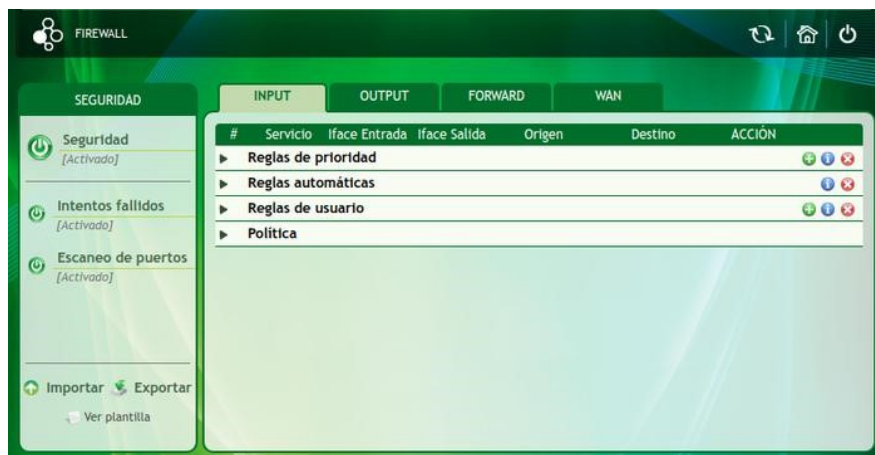 FIREWALL
SEGURIDAD
Seguridad
[Activado]
Intentos fallidos
[Activado]
Escaneo de puertos
[Activado]
Importar Exportar
Ver plantilla
INPUT OUTPUT FORWARD WAN
# Servicio Iface Entrada Iface Salida Origen Destino ACCIÓN
Reglas de prioridad
Reglas automáticas
Reglas de usuario
Política